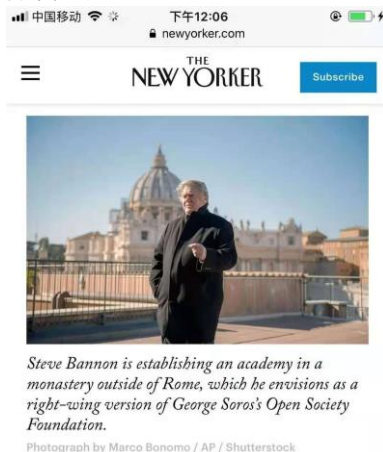 中国移动 下午12:06
newyorker.com
THE
NEW YORKER
Subscribe
Steve Bannon is establishing an academy in a
monastery outside of Rome, which he envisions as a
right-wing version of George Soros's Open Society
Foundation.
Photograph by Marco Bonomo / AP / Shutterstock